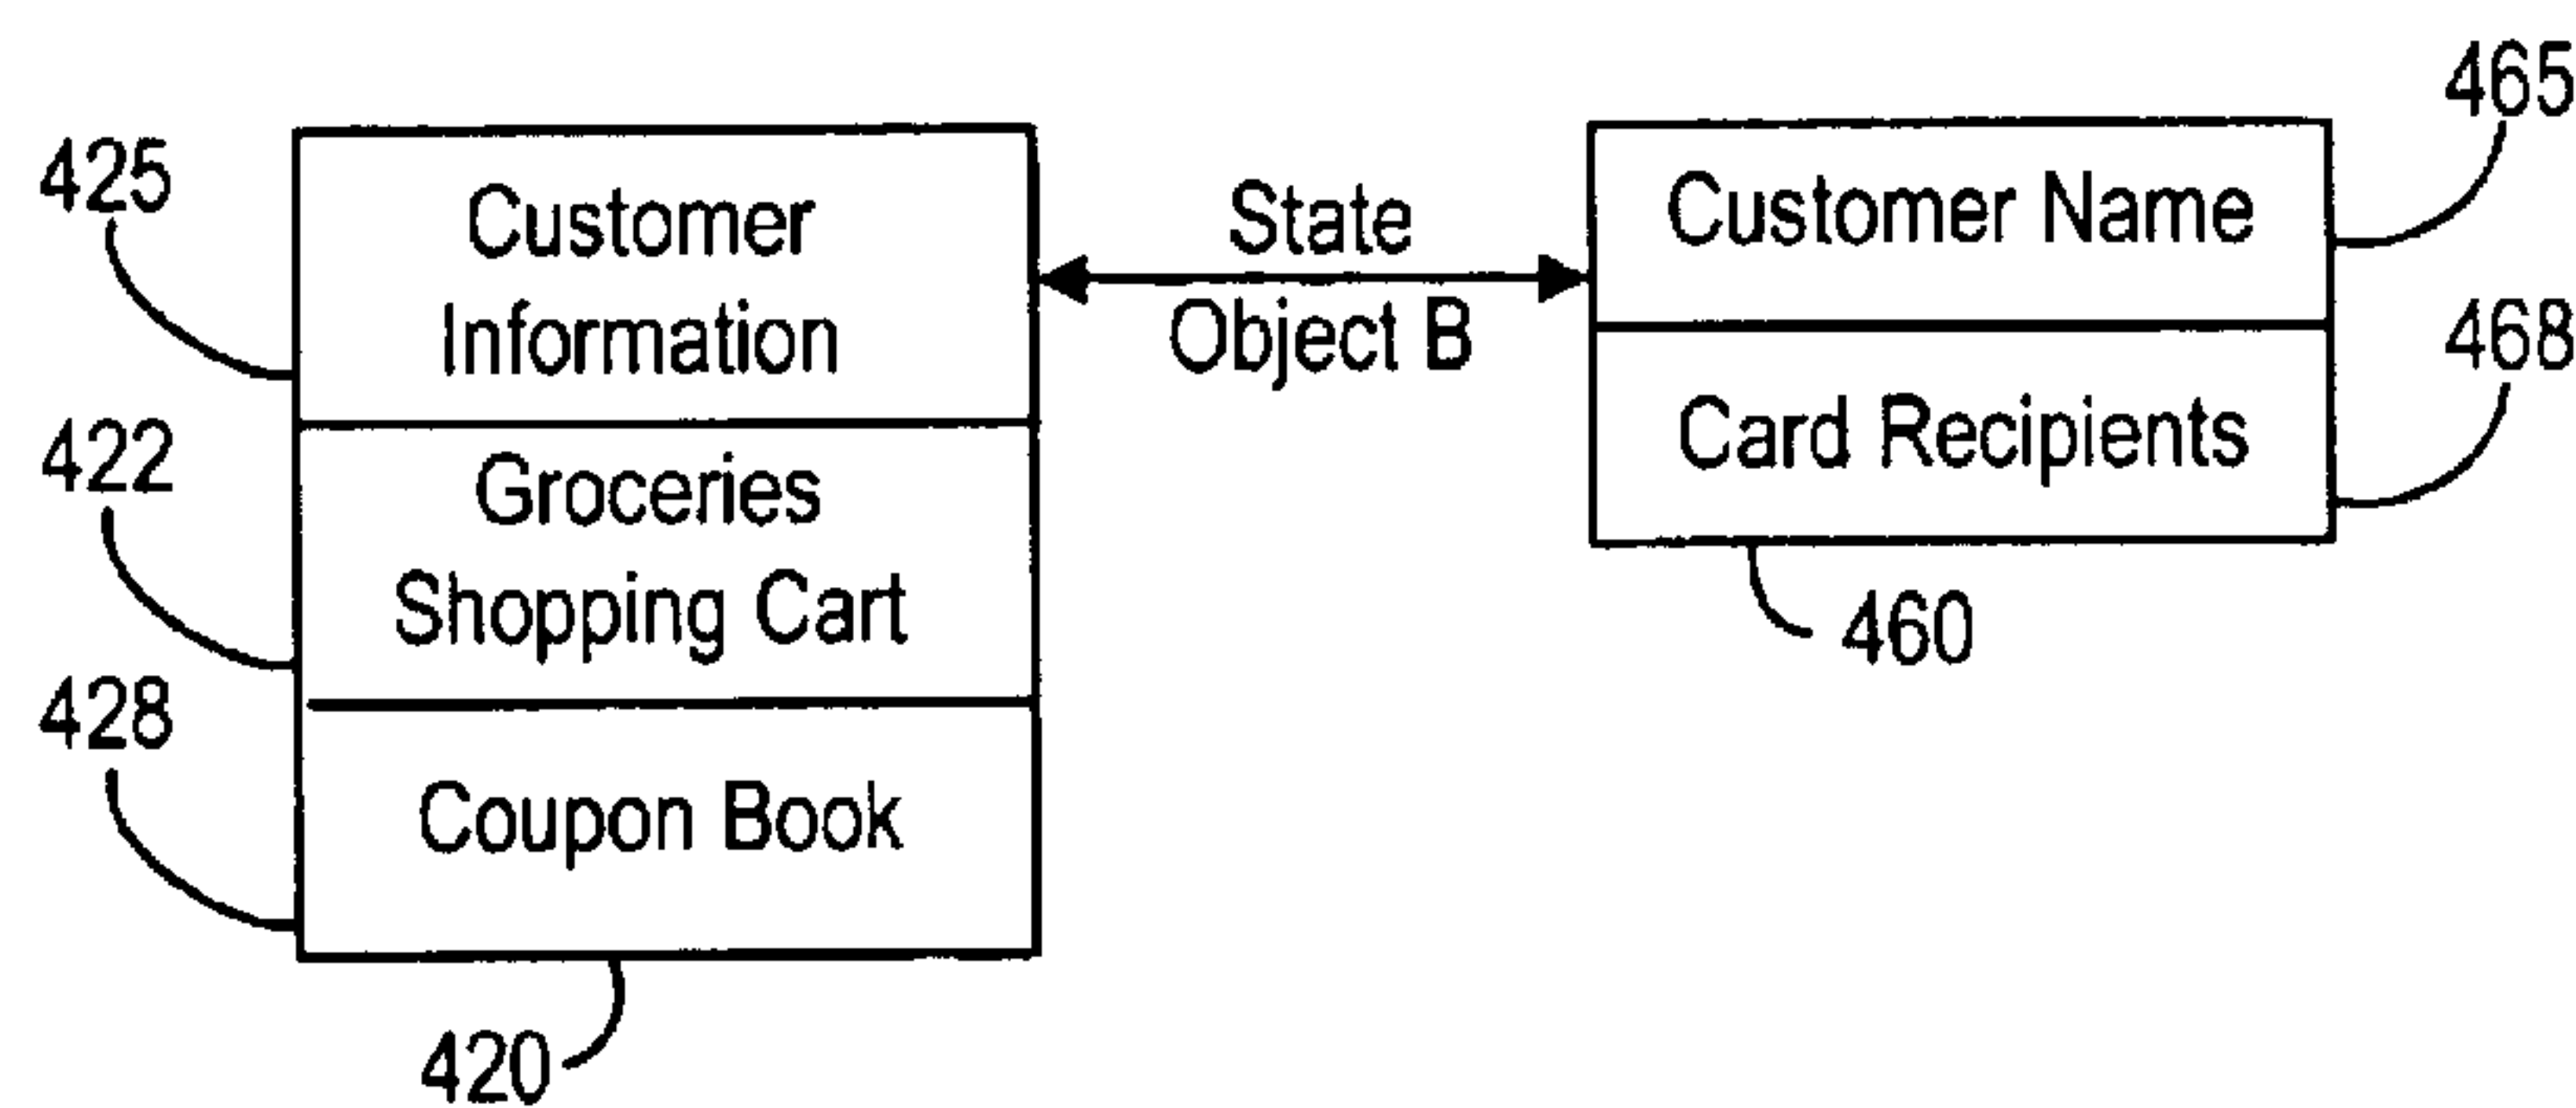 465
425
Customer
Information
State
Object B
Customer Name
468
422
Groceries
Shopping Cart
Card Recipients
460
428
Coupon Book
420